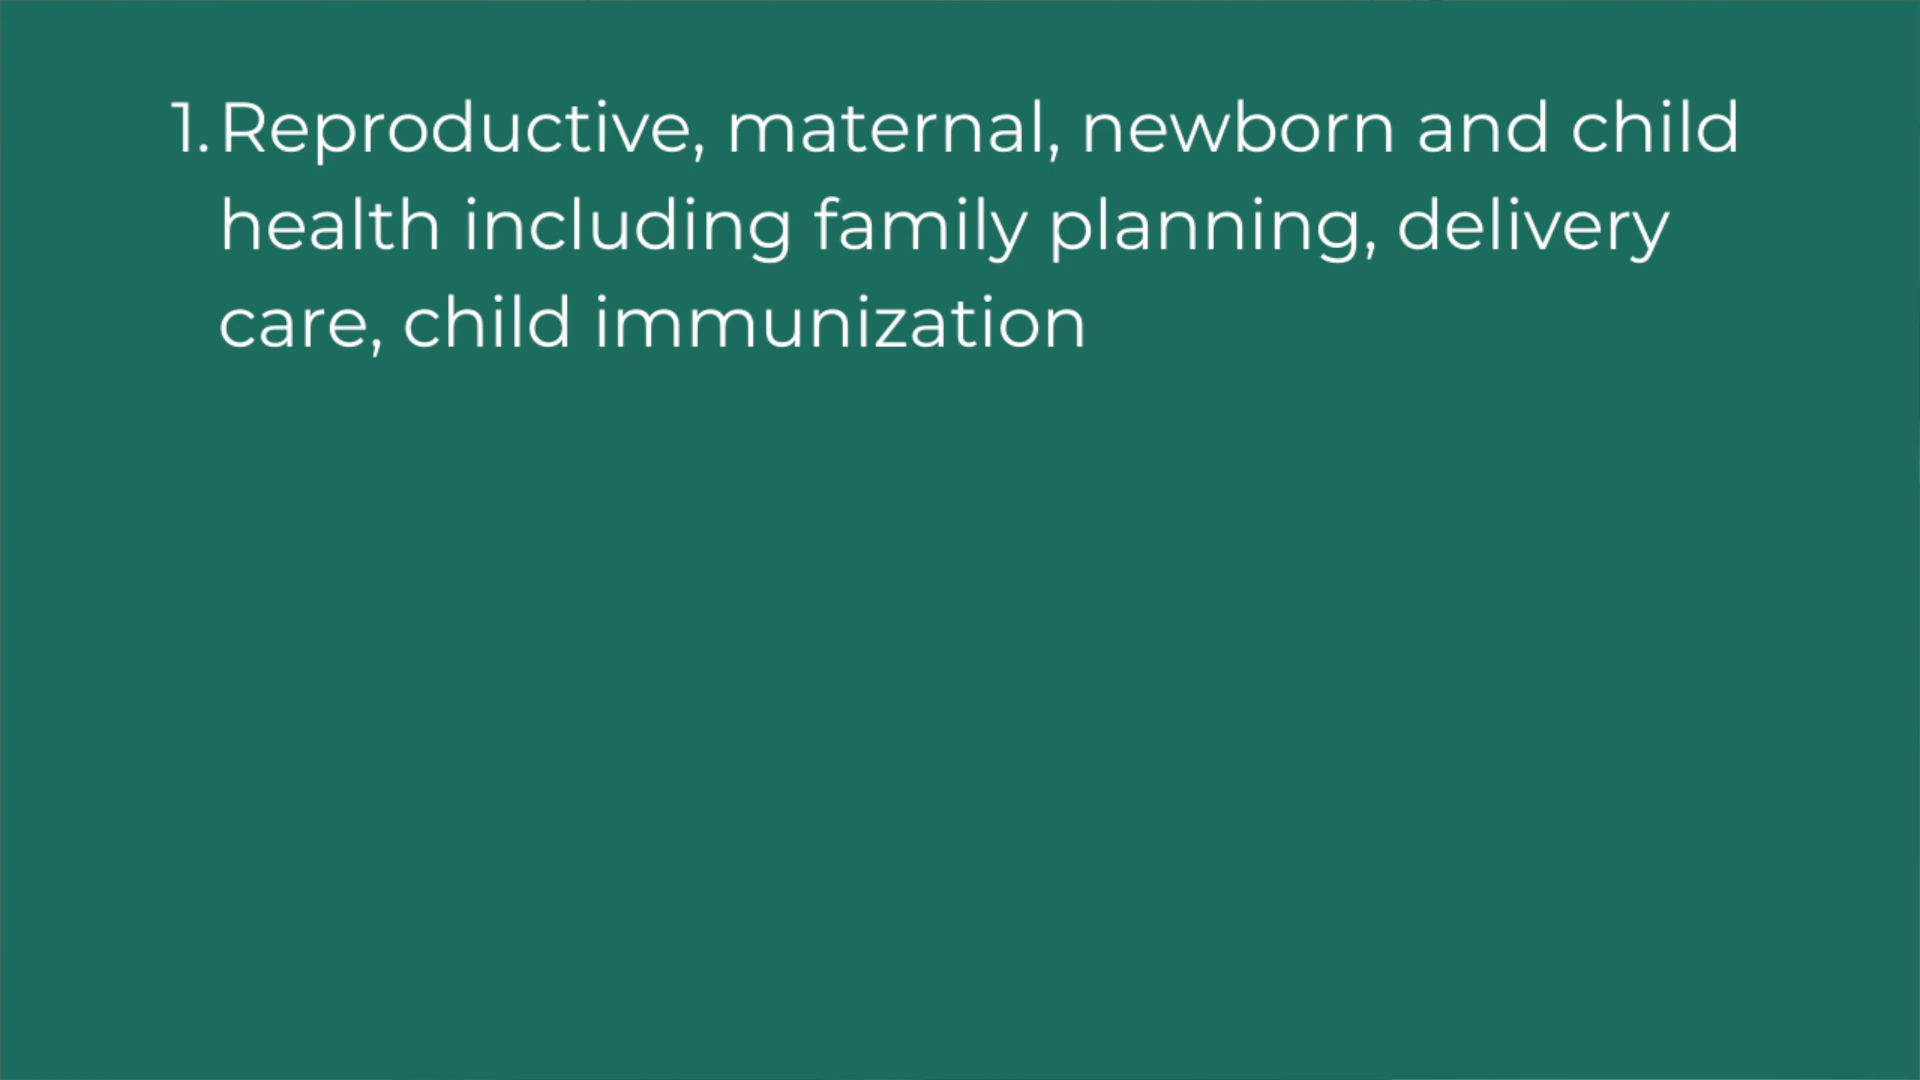 1. Reproductive, maternal, newborn and child
health including family planning, delivery
care, child immunization